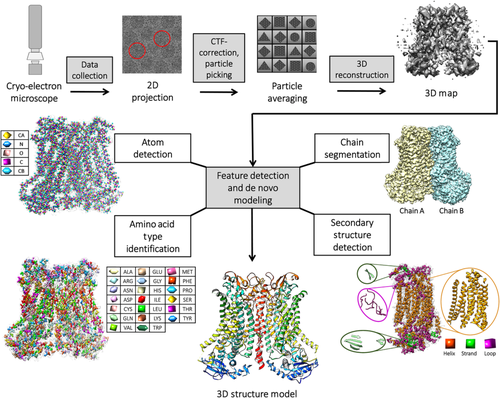 Cryo-electron
microscope
Data
collection
2D
projection
CTF-
correction,
particle
picking
Particle
averaging
3D
reconstruction
3D map
Atom
detection
CA
N
O
C
CB
Chain
segmentation
Chain A
Chain B
Feature detection
and de novo
modeling
Amino acid
type
identification
Secondary
structure
detection
ALA GLU MET
ARG GLY PHE
ASN HIS PRO
ASP ILE SER
CYS LEU THR
GLN LYS TYR
VAL TRP
Helix Strand Loop
3D structure model